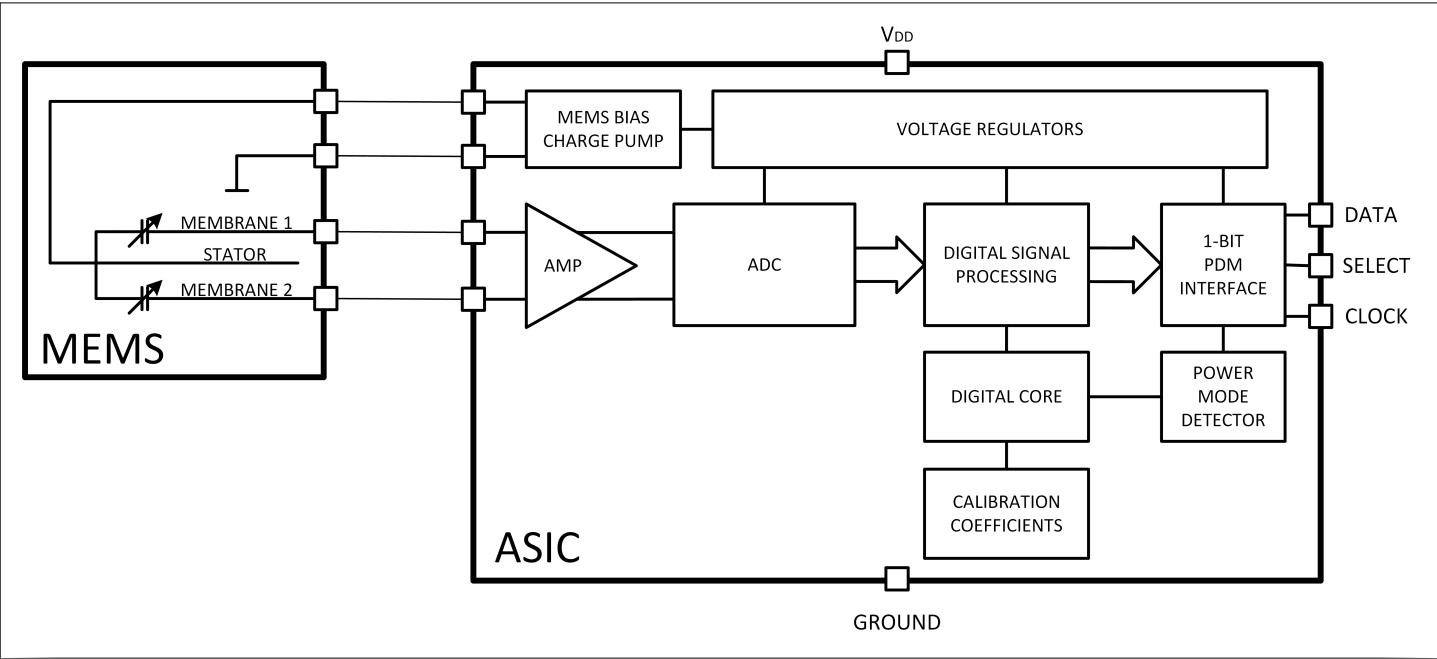 VDD
MEMS BIAS
CHARGE PUMP
VOLTAGE REGULATORS
MEMBRANE 1
STATOR
MEMBRANE 2
MEMS
AMP
ADC
DIGITAL SIGNAL
PROCESSING
1-BIT
PDM
INTERFACE
DATA
SELECT
CLOCK
DIGITAL CORE
POWER
MODE
DETECTOR
CALIBRATION
COEFFICIENTS
ASIC
GROUND